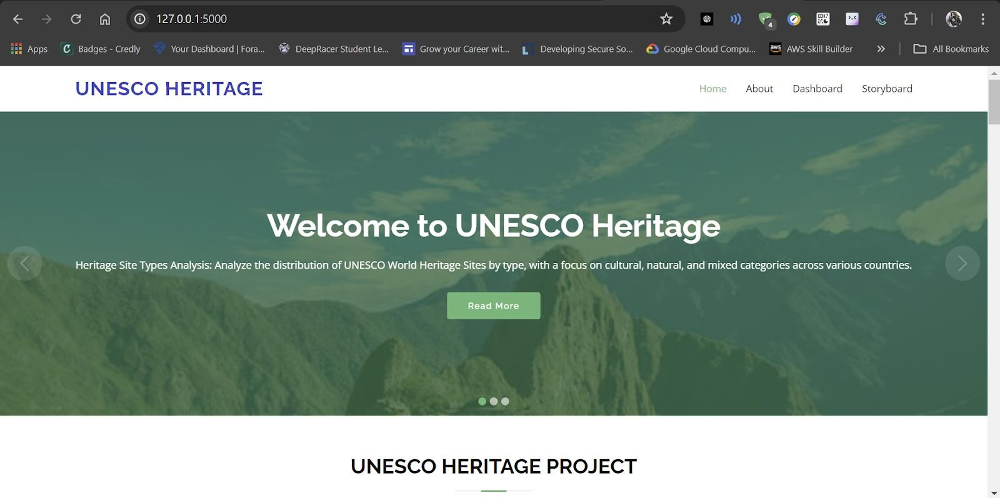 127.0.0.1:5000
4
Apps
Badges - Credly
Your Dashboard | Fora...
DeepRacer Student Le...
Grow your Career wit...
Developing Secure So...
Google Cloud Compu...
aws
AWS Skill Builder
All Bookmarks
UNESCO HERITAGE
Home
About
Dashboard
Storyboard
Welcome to UNESCO Heritage
Heritage Site Types Analysis: Analyze the distribution of UNESCO World Heritage Sites by type, with a focus on cultural, natural, and mixed categories across various countries.
Read More
UNESCO HERITAGE PROJECT